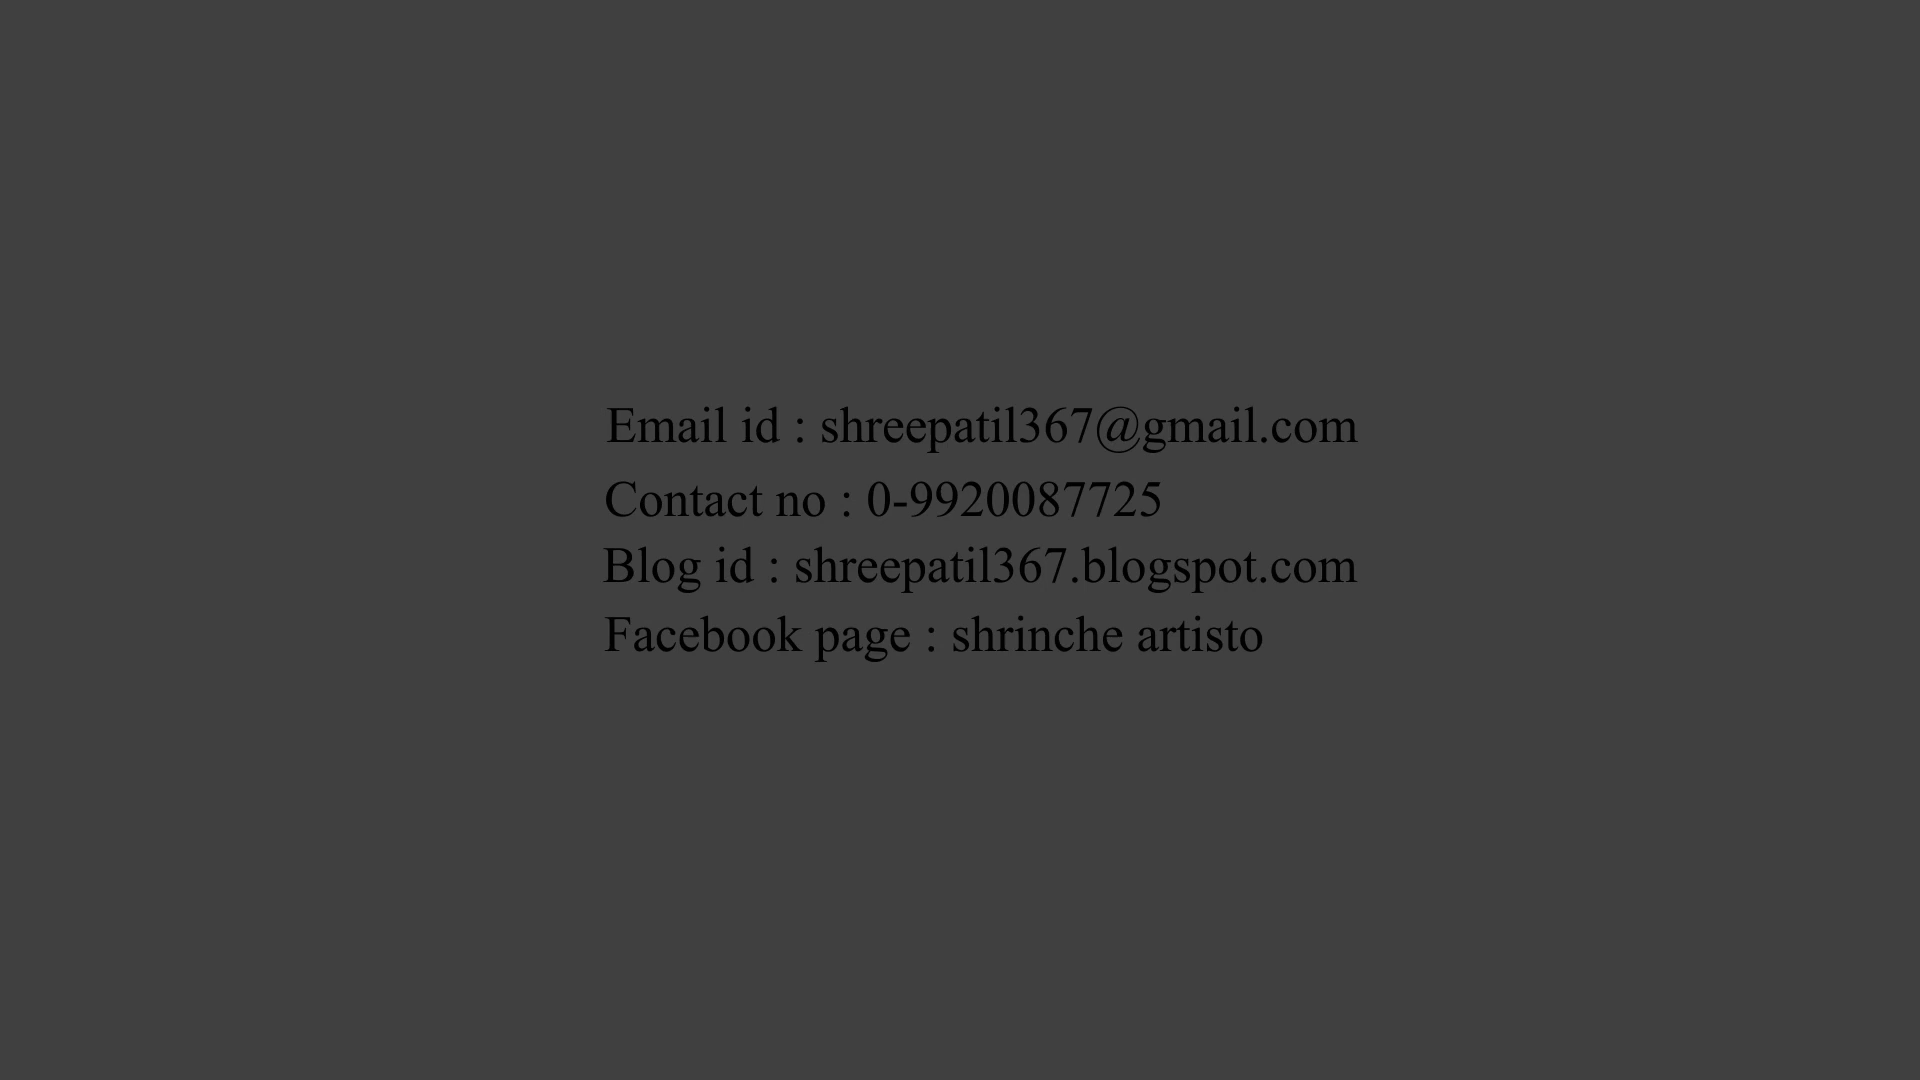 Email id : shreepatil367@gmail.com
Contact no : 0-9920087725
Blog id : shreepatil367.blogspot.com
Facebook page : shrinche artisto